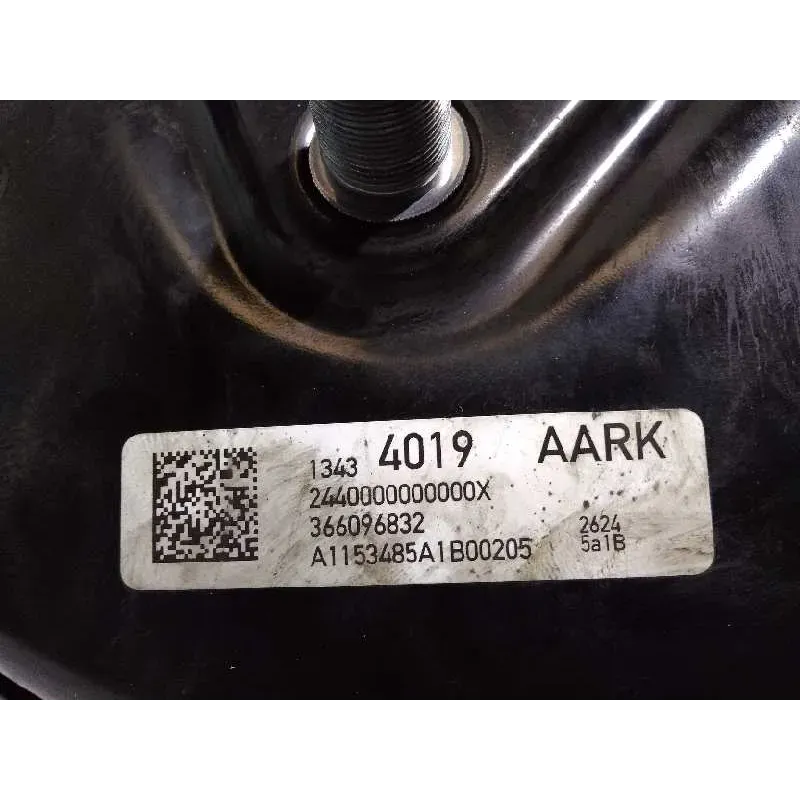 1343 4019 AARK
2440000000000X
366096832 2624
A1153485A1B00205 5a1B